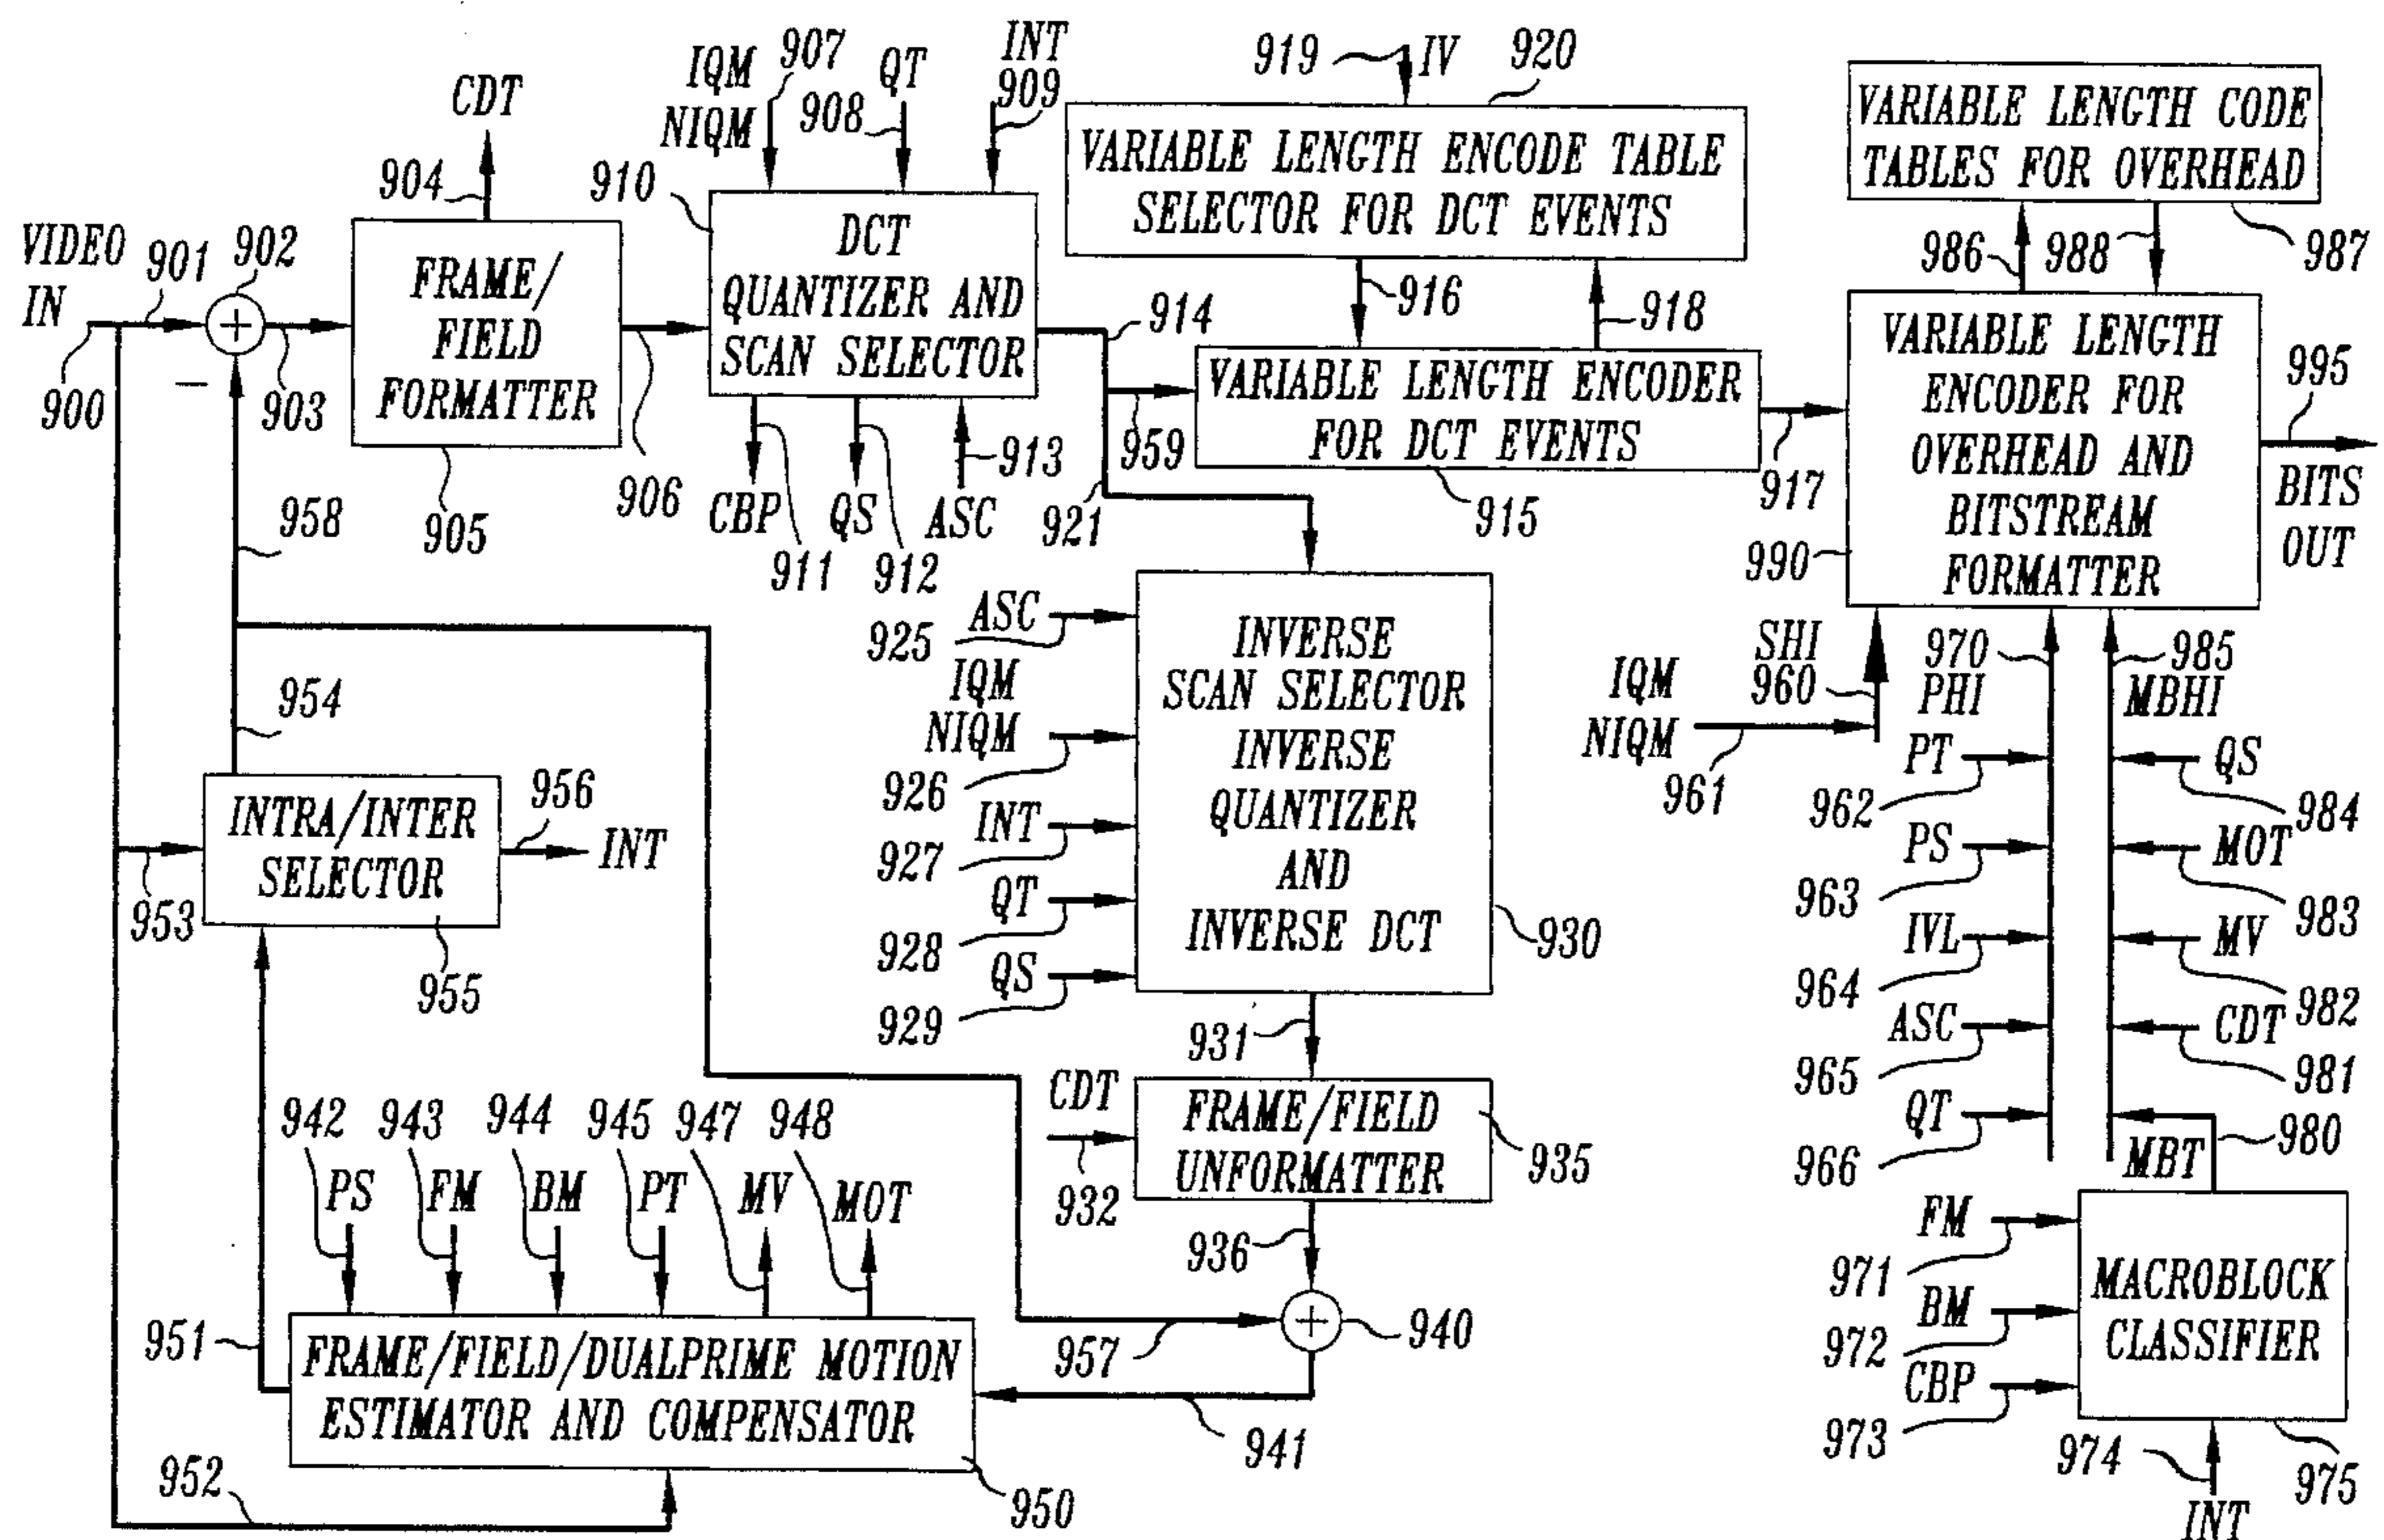 VIDEO
IN
900
901
902
903
CDT
904
FRAME/
FIELD
FORMATTER
905
906
IQM
NIQM
907
QT
908
INT
909
910
DCT
QUANTIZER AND
SCAN SELECTOR
CBP
911
QS
912
ASC
913
914
959
921
919
IV
920
VARIABLE LENGTH ENCODE TABLE
SELECTOR FOR DCT EVENTS
916
918
VARIABLE LENGTH ENCODER
FOR DCT EVENTS
915
917
VARIABLE LENGTH CODE
TABLES FOR OVERHEAD
987
986
988
VARIABLE LENGTH
ENCODER FOR
OVERHEAD AND
BITSTREAM
FORMATTER
990
995
BITS
OUT
958
954
INTRA/INTER
SELECTOR
955
956
INT
953
ASC
925
IQM
NIQM
926
INT
927
QT
928
QS
929
INVERSE
SCAN SELECTOR
INVERSE
QUANTIZER
AND
INVERSE DCT
930
931
CDT
932
FRAME/FIELD
UNFORMATTER
935
936
940
957
941
942
943
944
945
947
948
PS
FM
BM
PT
MV
MOT
951
FRAME/FIELD/DUALPRIME MOTION
ESTIMATOR AND COMPENSATOR
950
952
SHI
960
IQM
NIQM
961
970
PHI
985
MBHI
PT
962
PS
963
IVL
964
ASC
965
QT
966
QS
984
MOT
983
MV
982
CDT
981
980
MBT
FM
971
BM
972
CBP
973
MACROBLOCK
CLASSIFIER
974
INT
975